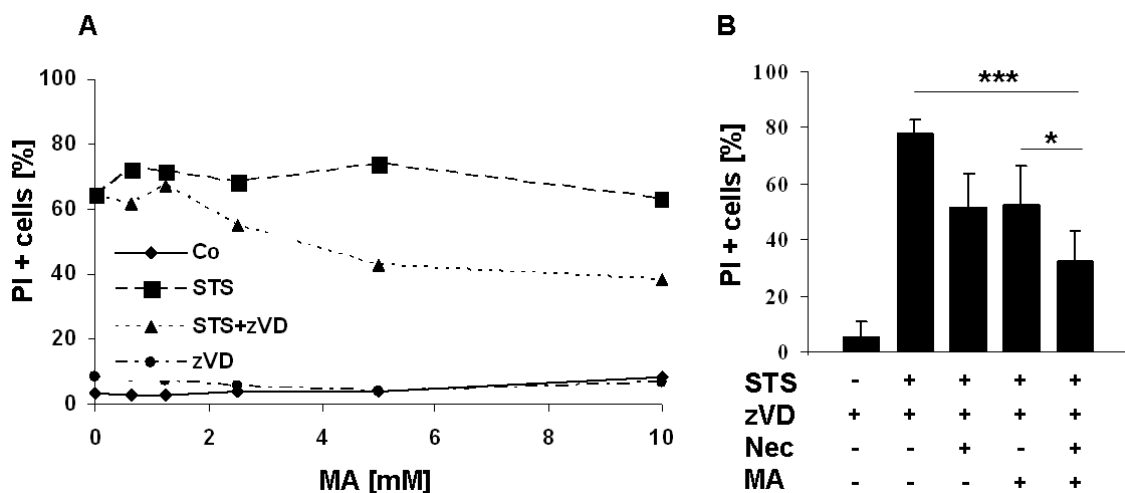 A
PI + cells [%]
100
80
60
40
20
0
Co
STS
STS+zVD
zVD
0 2 4 6 8 10
MA [mM]
B
PI + cells [%]
100
80
60
40
20
0
***
*
STS - + + + +
zVD + + + + +
Nec - - + - +
MA - - - + +